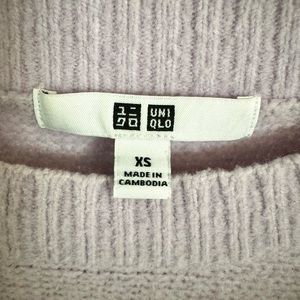 ユニ UNI
クロ QLO
XS
MADE IN
CAMBODIA